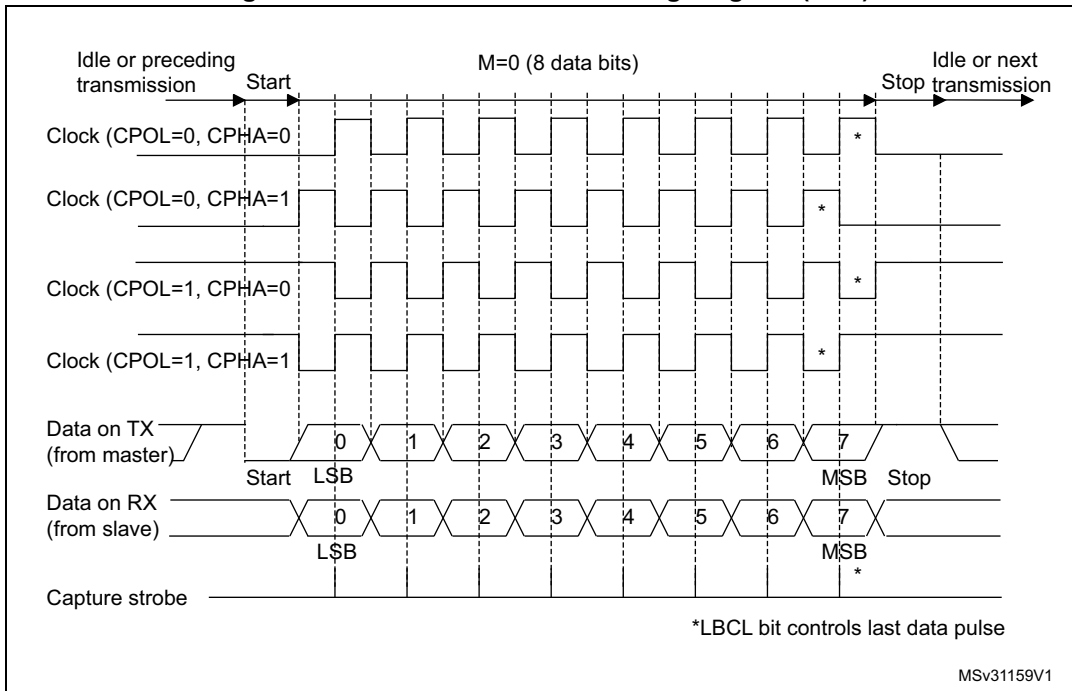 Idle or preceding transmission
Start
M=0 (8 data bits)
Stop
Idle or next transmission
Clock (CPOL=0, CPHA=0
*
Clock (CPOL=0, CPHA=1
*
Clock (CPOL=1, CPHA=0
*
Clock (CPOL=1, CPHA=1
*
Data on TX (from master)
0 1 2 3 4 5 6 7
Start LSB MSB Stop
Data on RX (from slave)
0 1 2 3 4 5 6 7
LSB MSB
*
Capture strobe
*LBCL bit controls last data pulse
MSv31159V1